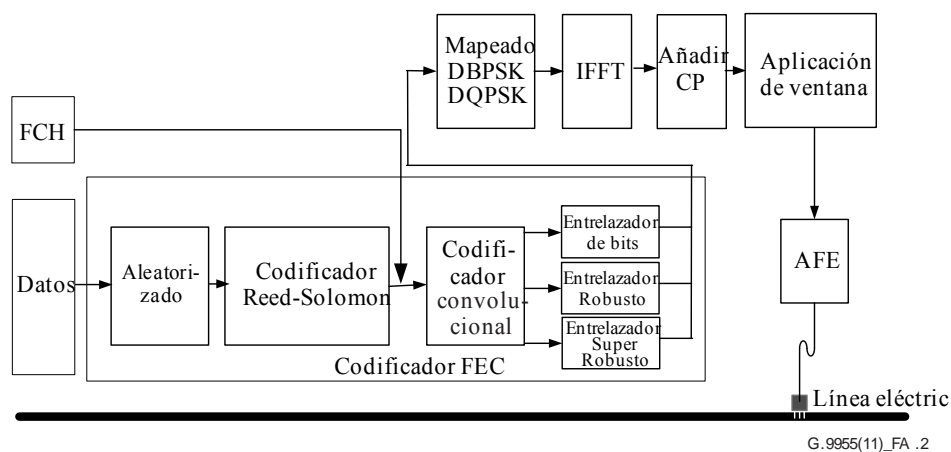 Mapeado
DBPSK
DQPSK
IFFT
Añadir
CP
Aplicación
de ventana
FCH
Datos
Aleatori-
zado
Codificador
Reed-Solomon
Codifi-
cador
convolu-
cional
Entrelazador
de bits
Entrelazador
Robusto
Entrelazador
Super
Robusto
Codificador FEC
AFE
Línea eléctric
G.9955(11)_FA .2